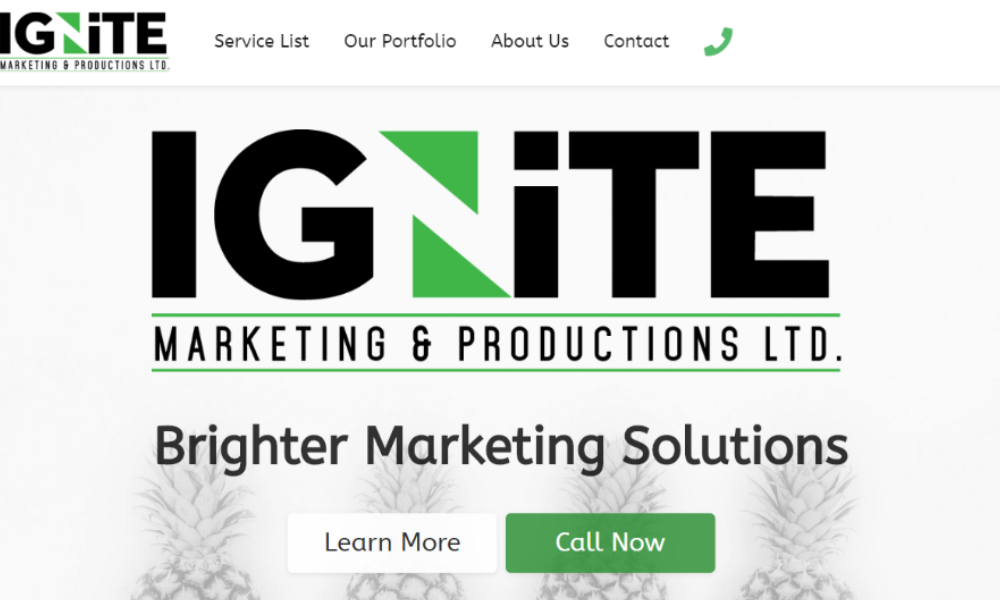 IGNiTE
MARKETING & PRODUCTIONS LTD.
Service List
Our Portfolio
About Us
Contact
IGNiTE
MARKETING & PRODUCTIONS LTD.
Brighter Marketing Solutions
Learn More
Call Now